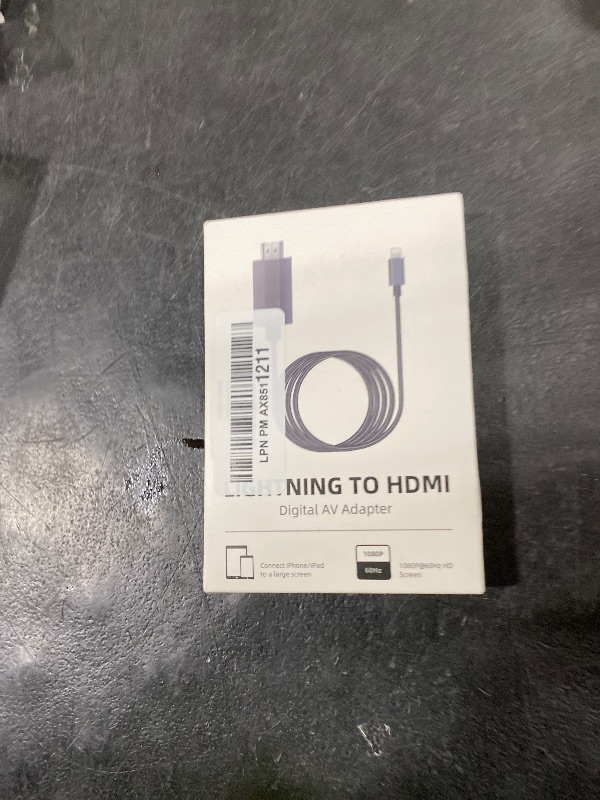 LPN PM AX8511211
LIGHTNING TO HDMI
Digital AV Adapter
Connect iPhone/iPad
to a large screen
1080P
60Hz
1080P@60Hz HD
Screen